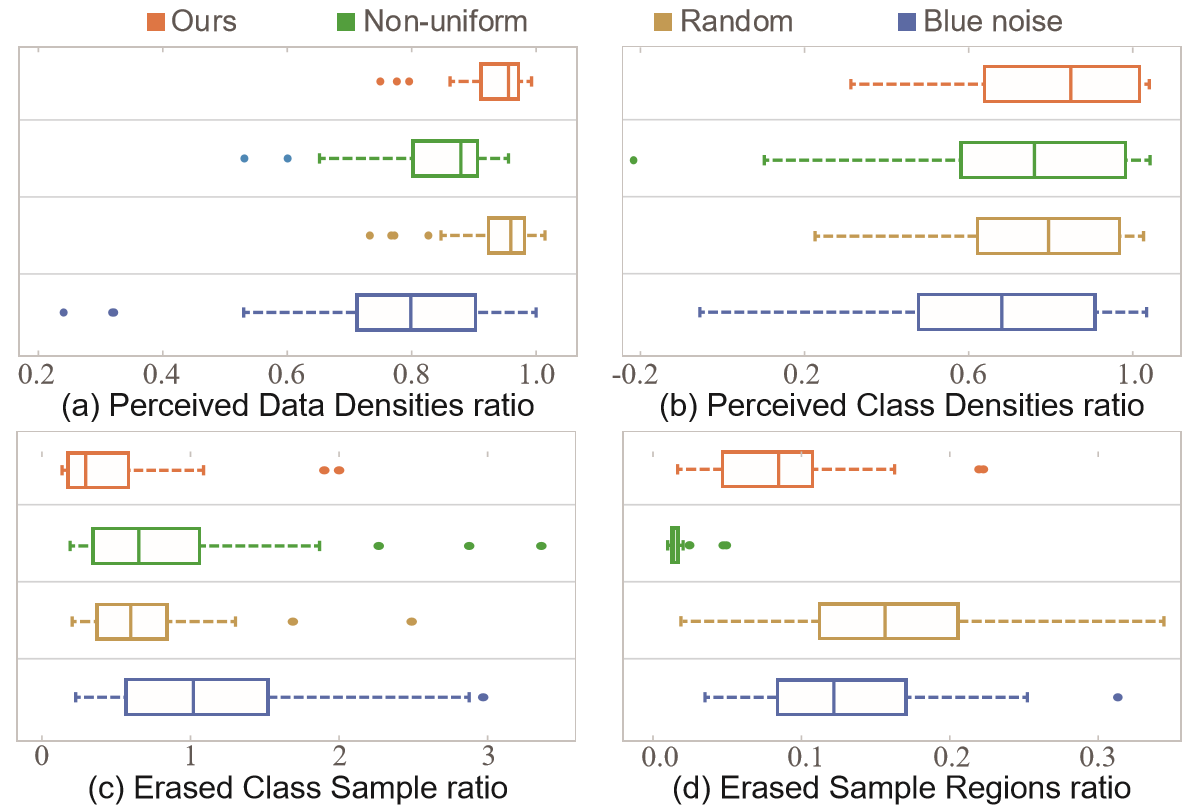 Ours Non-uniform Random Blue noise
0.2 0.4 0.6 0.8 1.0
(a) Perceived Data Densities ratio
-0.2 0.2 0.6 1.0
(b) Perceived Class Densities ratio
0 1 2 3
(c) Erased Class Sample ratio
0.0 0.1 0.2 0.3
(d) Erased Sample Regions ratio